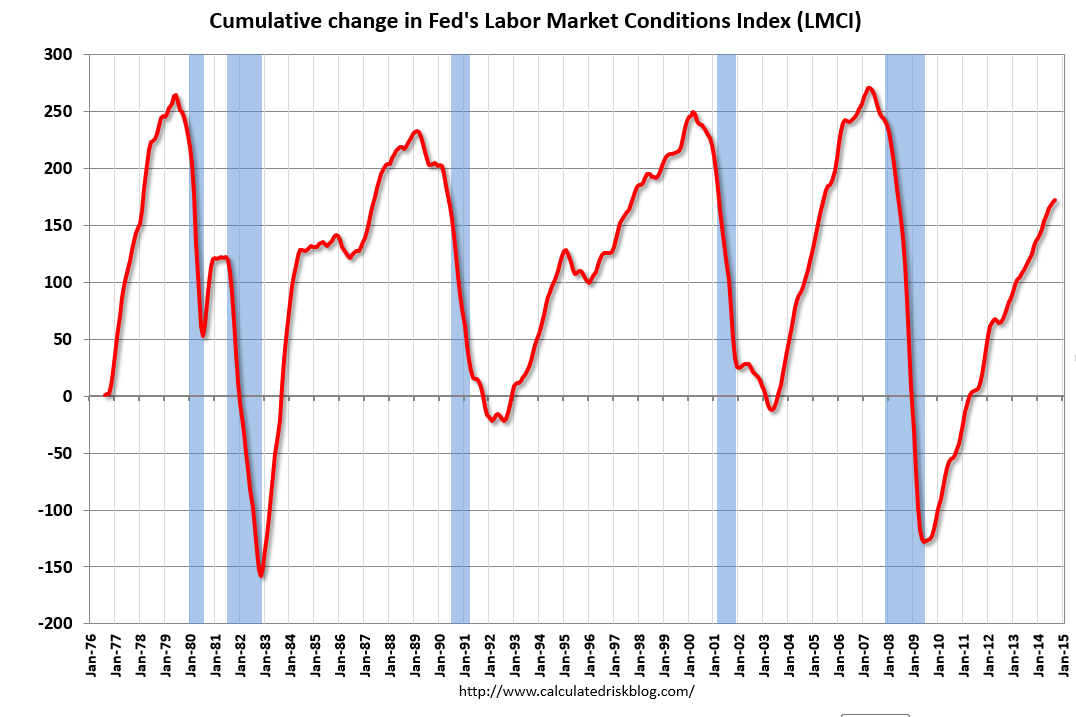 Cumulative change in Fed's Labor Market Conditions Index (LMCI)
300
250
200
150
100
50
0
-50
-100
-150
-200
Jan-76
Jan-77
Jan-78
Jan-79
Jan-80
Jan-81
Jan-82
Jan-83
Jan-84
Jan-85
Jan-86
Jan-87
Jan-88
Jan-89
Jan-90
Jan-91
Jan-92
Jan-93
Jan-94
Jan-95
Jan-96
Jan-97
Jan-98
Jan-99
Jan-00
Jan-01
Jan-02
Jan-03
Jan-04
Jan-05
Jan-06
Jan-07
Jan-08
Jan-09
Jan-10
Jan-11
Jan-12
Jan-13
Jan-14
Jan-15
http://www.calculatedriskblog.com/